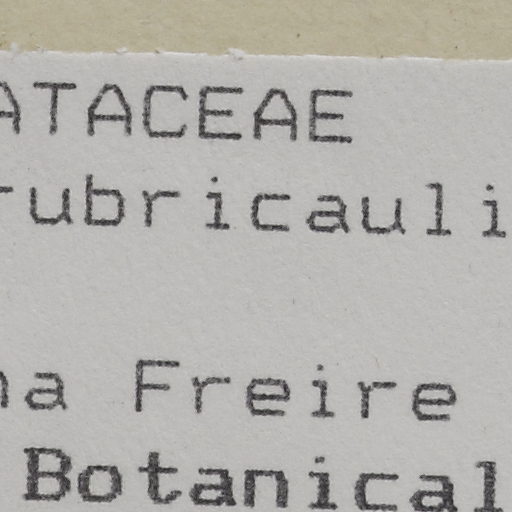 ATACEAE
rubricauli
na Freire
Botanical